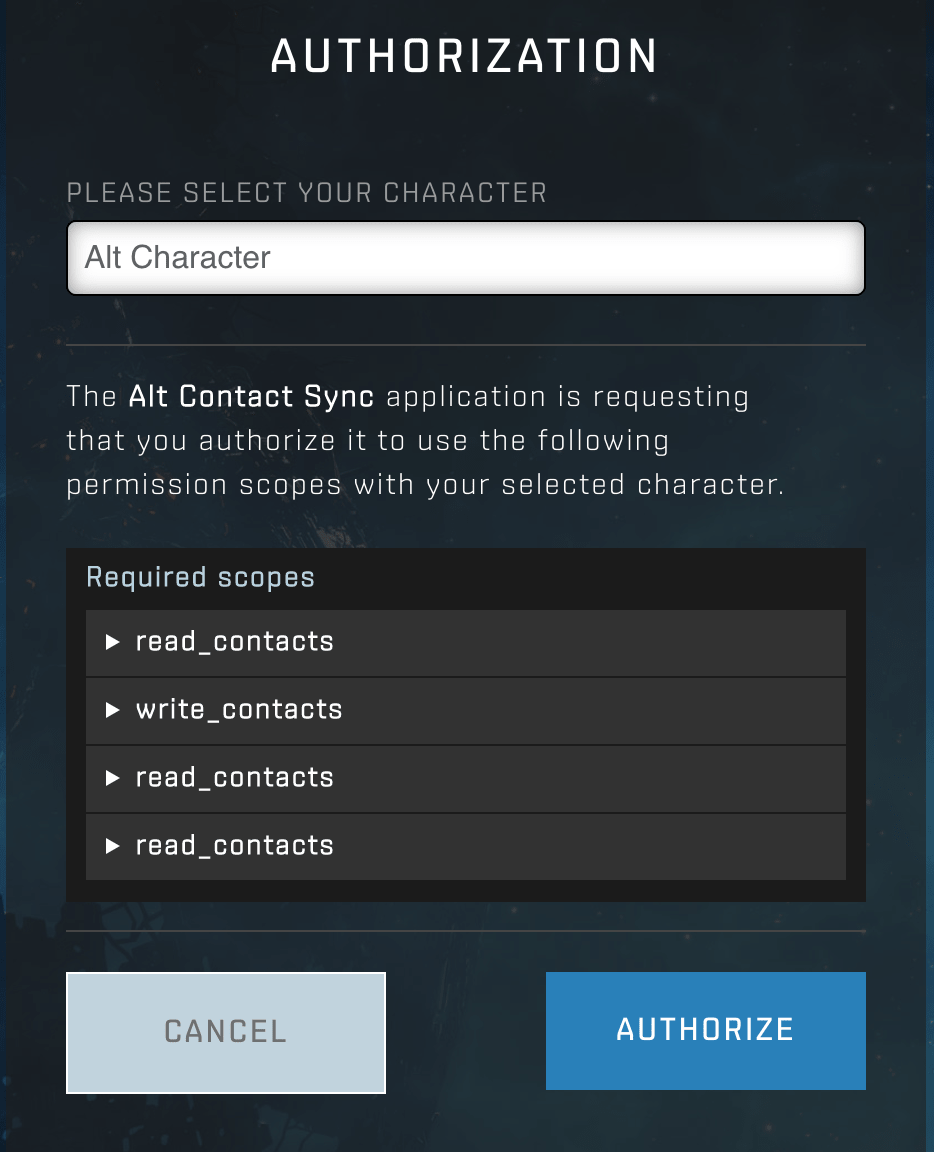 AUTHORIZATION
PLEASE SELECT YOUR CHARACTER
Alt Character
The Alt Contact Sync application is requesting
that you authorize it to use the following
permission scopes with your selected character.
Required scopes
read_contacts
write_contacts
read_contacts
read_contacts
CANCEL
AUTHORIZE